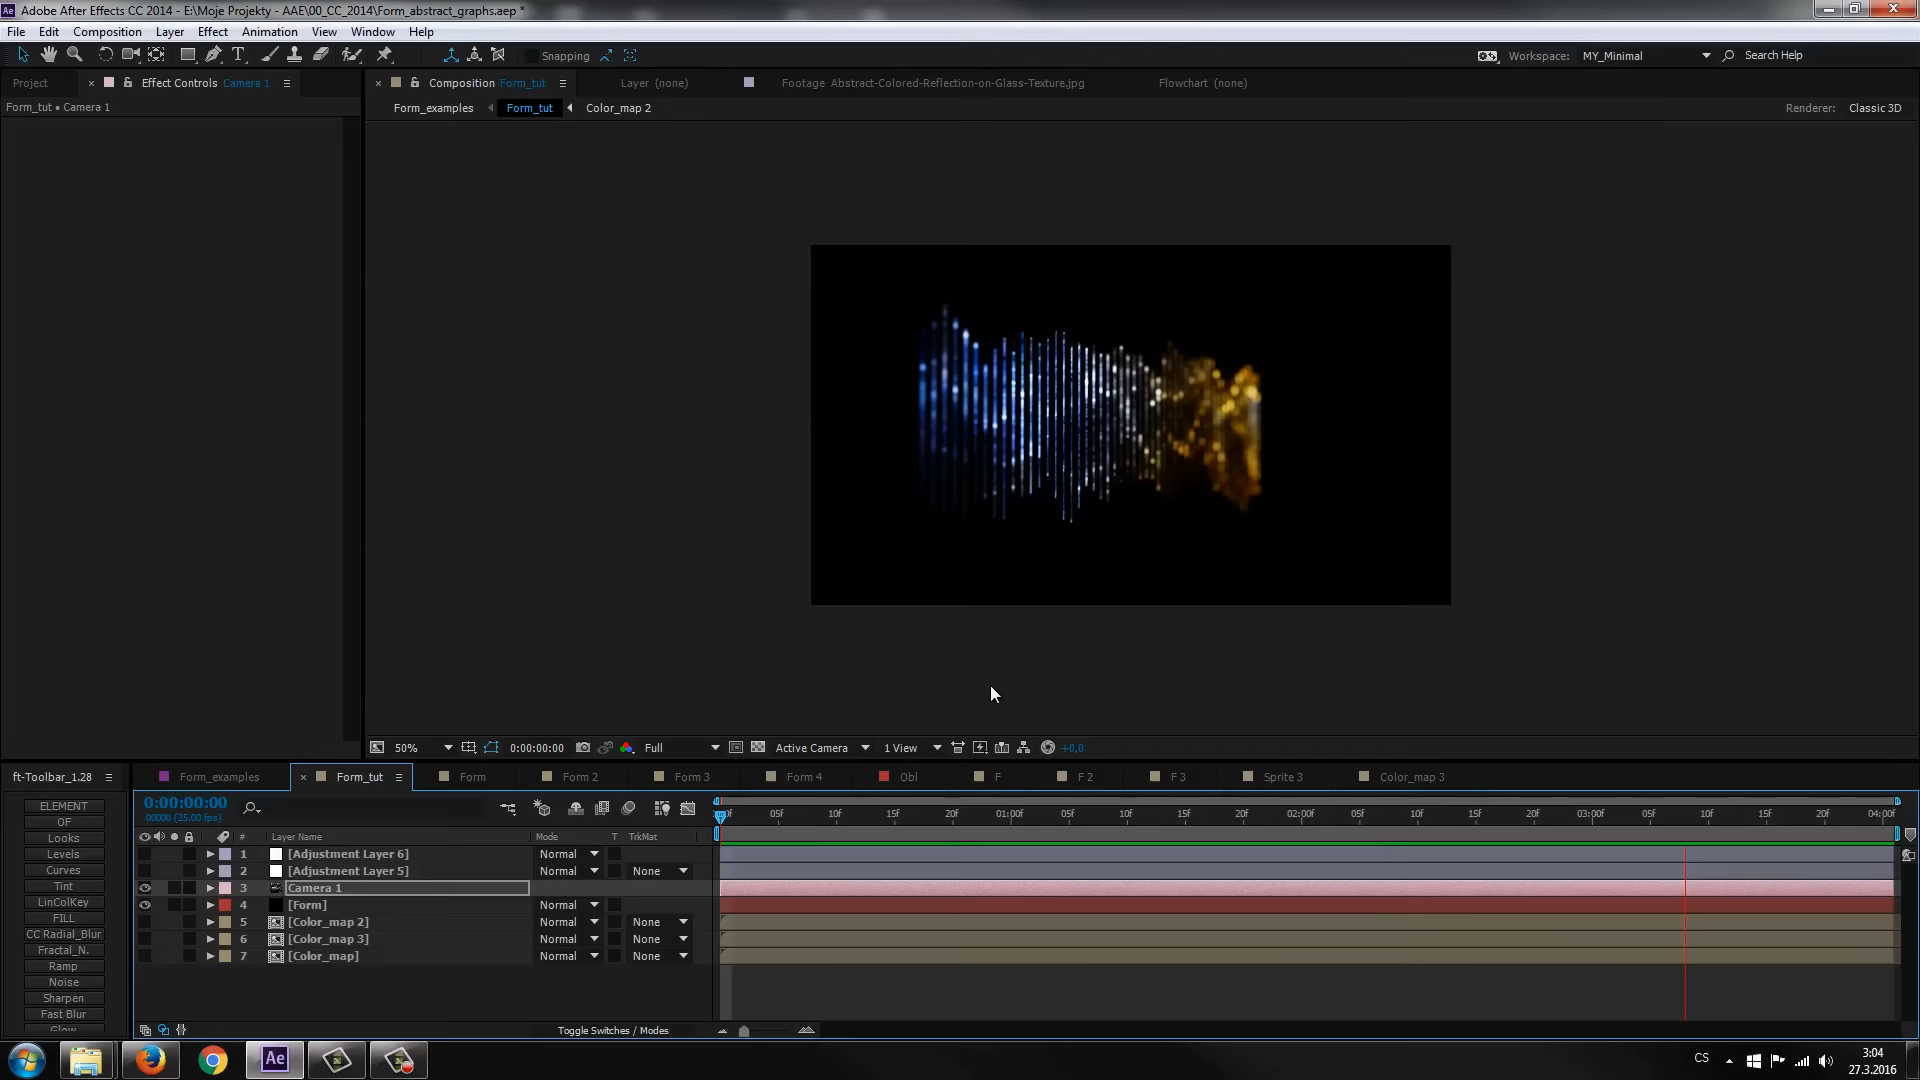 Adobe After Effects CC 2014 - E:\Moje Projekty - AAE\00_CC_2014\Form_abstract_graphs.aep *
File Edit Composition Layer Effect Animation View Window Help
Snapping
Workspace: MY_Minimal
Search Help
Project
Effect Controls Camera 1
Composition Form_tut
Layer (none)
Footage Abstract-Colored-Reflection-on-Glass-Texture.jpg
Flowchart (none)
Form_tut • Camera 1
Form_examples
Form_tut
Color_map 2
Renderer: Classic 3D
50%
0:00:00:00
Full
Active Camera
1 View
+0,0
ft-Toolbar_1.28
Form_examples
Form_tut
Form
Form 2
Form 3
Form 4
Obl
F
F 2
F 3
Sprite 3
Color_map 3
ELEMENT
OF
Looks
Levels
Curves
Tint
LinColKey
FILL
CC Radial_Blur
Fractal_N.
Ramp
Noise
Sharpen
Fast Blur
Glow
0:00:00:00
00000 (25.00 fps)
05f 10f 15f 20f 01:00f 05f 10f 15f 20f 02:00f 05f 10f 15f 20f 03:00f 05f 10f 15f 20f 04:00f
# Layer Name Mode T TrkMat
1 [Adjustment Layer 6] Normal
2 [Adjustment Layer 5] Normal None
3 Camera 1
4 [Form] Normal
5 [Color_map 2] Normal None
6 [Color_map 3] Normal None
7 [Color_map] Normal None
Toggle Switches / Modes
Ae
CS
3:04
27.3.2016